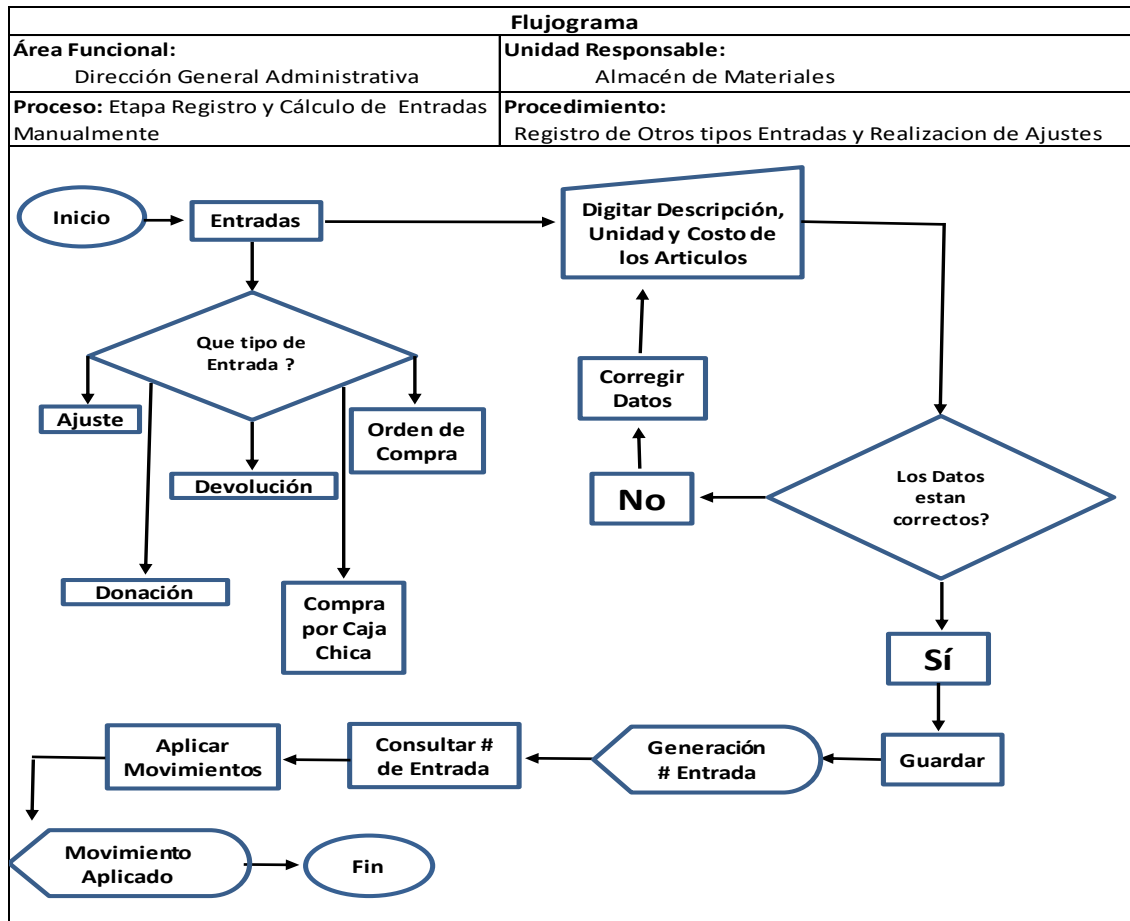 Flujograma
Área Funcional:
Dirección General Administrativa
Unidad Responsable:
Almacén de Materiales
Proceso: Etapa Registro y Cálculo de Entradas
Manualmente
Procedimiento:
Registro de Otros tipos Entradas y Realizacion de Ajustes
Inicio
Entradas
Digitar Descripción,
Unidad y Costo de
los Articulos
Que tipo de
Entrada ?
Ajuste
Orden de
Compra
Devolución
Donación
Compra
por Caja
Chica
Corregir
Datos
No
Los Datos
estan
correctos?
Sí
Guardar
Generación
# Entrada
Consultar #
de Entrada
Aplicar
Movimientos
Movimiento
Aplicado
Fin